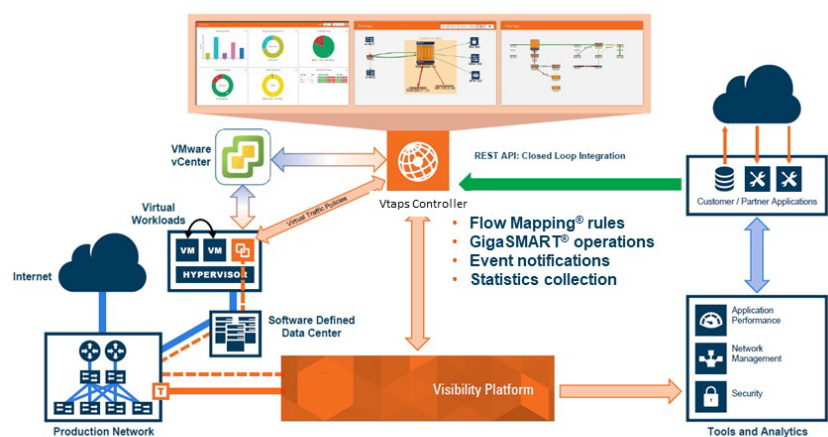 VMware
vCenter
REST API: Closed Loop Integration
Customer / Partner Applications
Virtual
Workloads
Virtual Traffic Policies
Vtaps Controller
VM VM
HYPERVISOR
Internet
• Flow Mapping® rules
• GigaSMART® operations
• Event notifications
• Statistics collection
Software Defined
Data Center
Application
Performance
Network
Management
Security
T
Visibility Platform
Production Network
Tools and Analytics